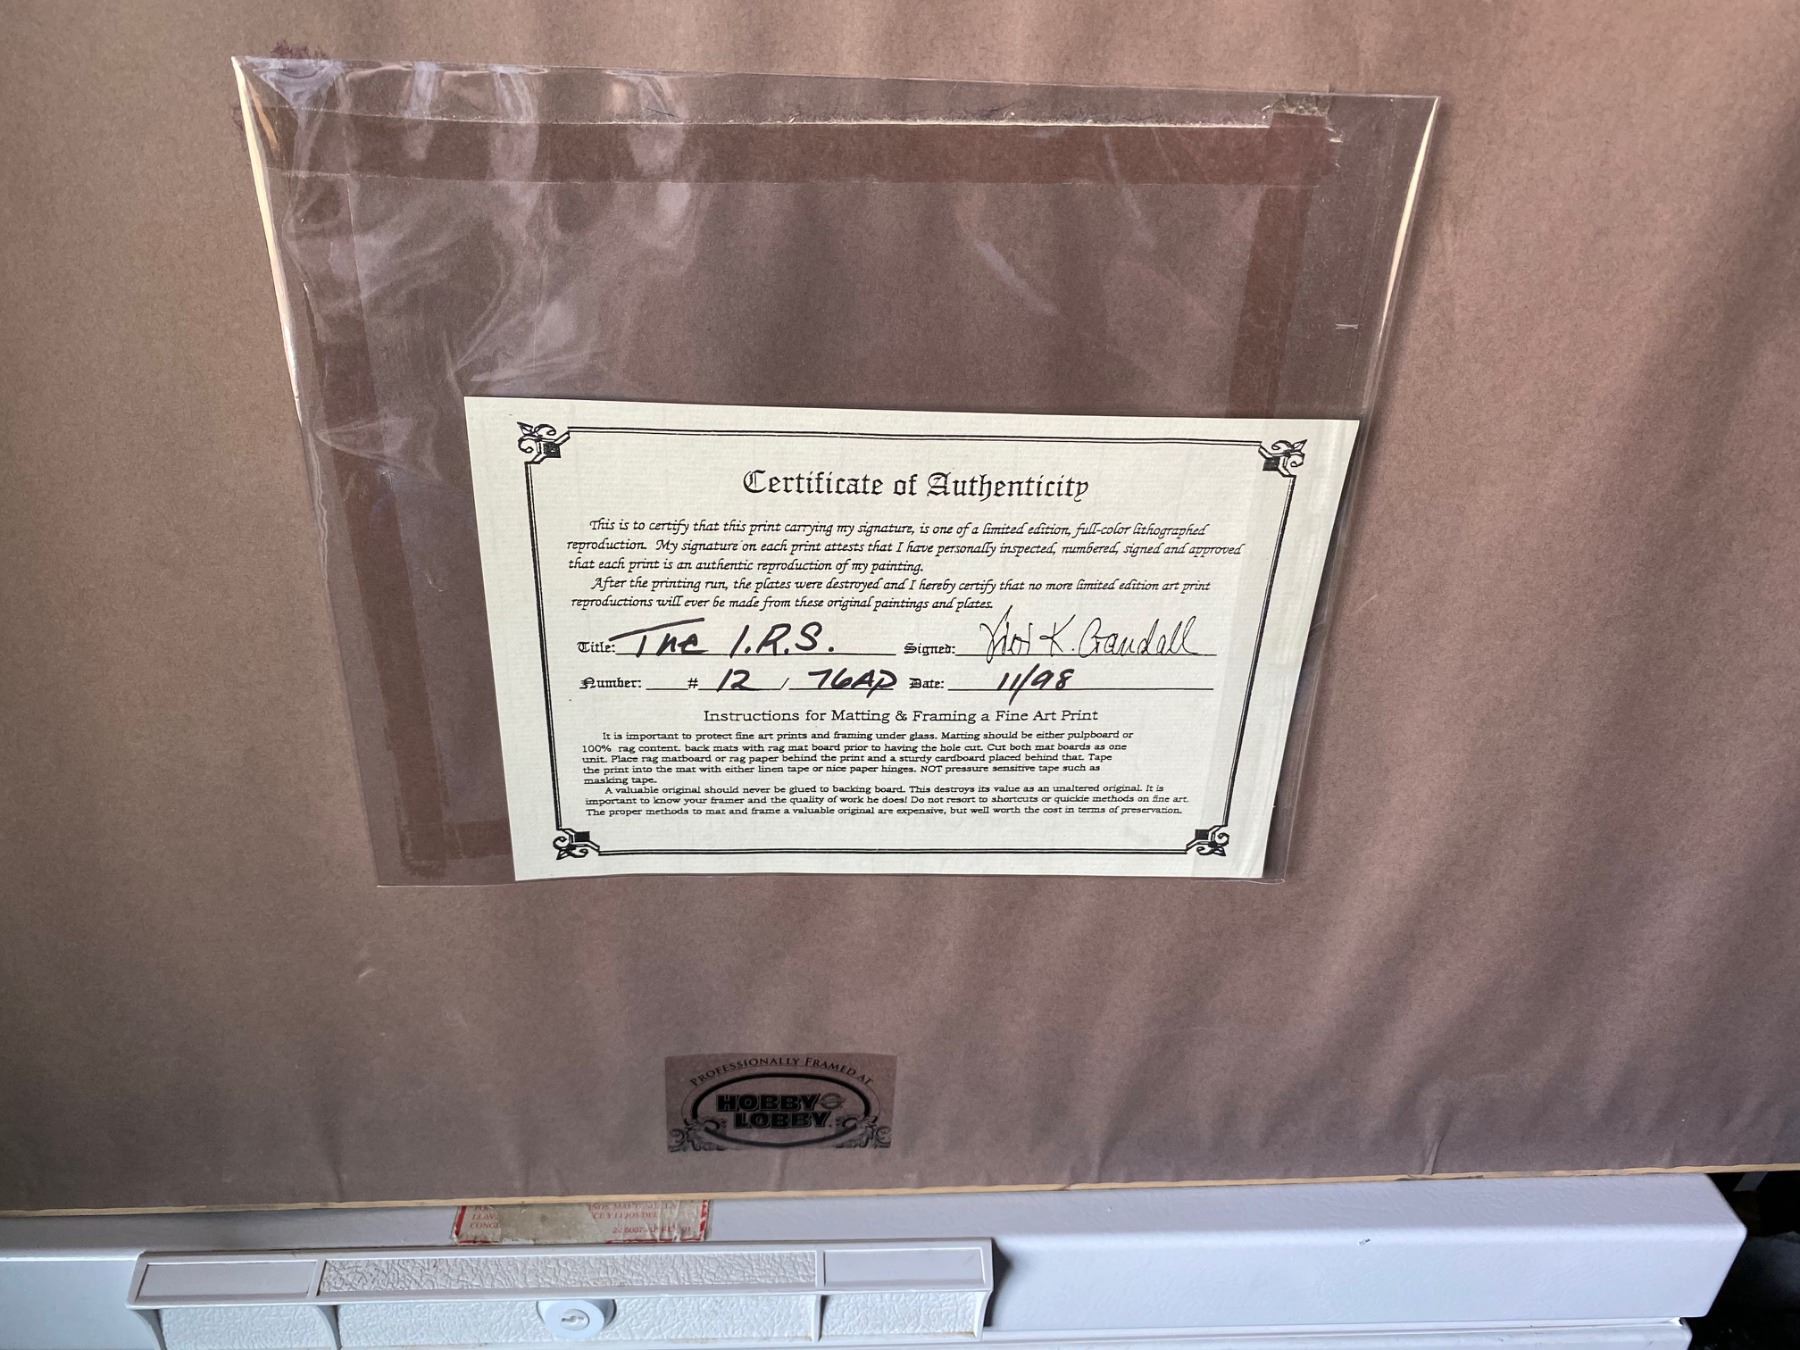 Certificate of Authenticity
This is to certify that this print carrying my signature, is one of a limited edition, full-color lithographed
reproduction. My signature on each print attests that I have personally inspected, numbered, signed and approved
that each print is an authentic reproduction of my painting.
After the printing run, the plates were destroyed and I hereby certify that no more limited edition art print
reproductions will ever be made from these original paintings and plates.
Title: The I.R.S. Signed: K. Crandall
Number: # 12 / 76AP Date: 11/98
Instructions for Matting & Framing a Fine Art Print
It is important to protect fine art prints and framing under glass. Matting should be either pulpboard or
100% rag content. back mats with rag mat board prior to having the hole cut. Cut both mat boards as one
unit. Place rag matboard or rag paper behind the print and a sturdy cardboard placed behind that. Tape
the print into the mat with either linen tape or nice paper hinges. NOT pressure sensitive tape such as
masking tape.
A valuable original should never be glued to backing board. This destroys its value as an unaltered original. It is
important to know your framer and the quality of work he does! Do not resort to shortcuts or quickie methods on fine art.
The proper methods to mat and frame a valuable original are expensive, but well worth the cost in terms of preservation.
PROFESSIONALLY FRAMED AT
HOBBY
LOBBY